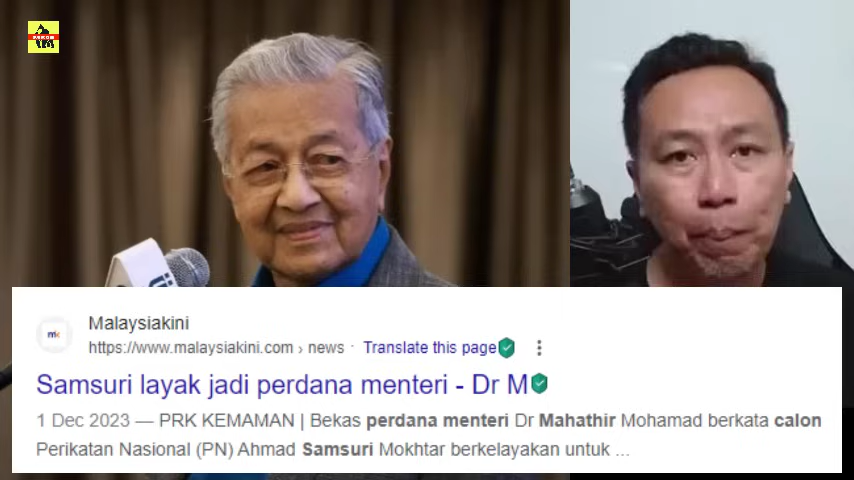 Malaysiakini
https://www.malaysiakini.com › news · Translate this page
Samsuri layak jadi perdana menteri - Dr M
1 Dec 2023 — PRK KEMAMAN | Bekas perdana menteri Dr Mahathir Mohamad berkata calon
Perikatan Nasional (PN) Ahmad Samsuri Mokhtar berkelayakan untuk ...